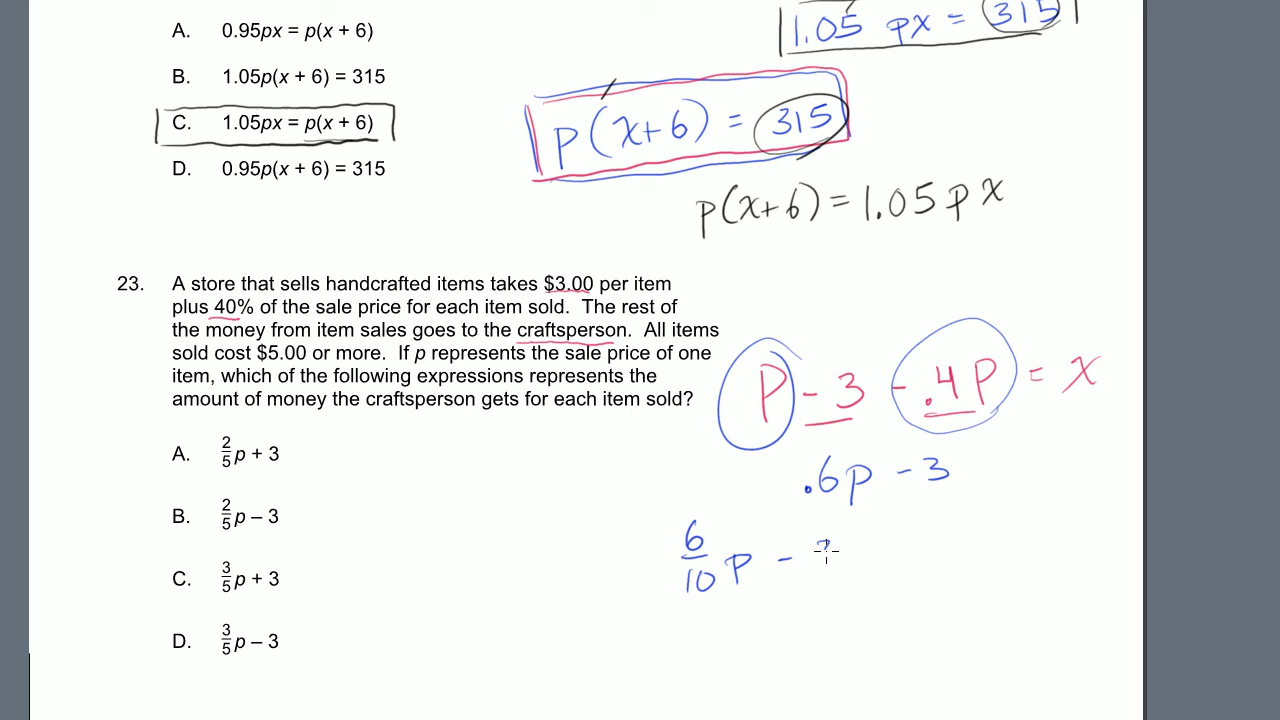 A. 0.95px = p(x + 6)
1.05 px = 315
B. 1.05p(x + 6) = 315
C. 1.05px = p(x + 6)
P(x+6) = 315
D. 0.95p(x + 6) = 315
p(x+6) = 1.05 p x
23. A store that sells handcrafted items takes $3.00 per item
plus 40% of the sale price for each item sold. The rest of
the money from item sales goes to the craftsperson. All items
sold cost $5.00 or more. If p represents the sale price of one
item, which of the following expressions represents the
amount of money the craftsperson gets for each item sold?
P - 3 - .4P = x
A. 2/5 p + 3
.6p - 3
B. 2/5 p – 3
6/10 P -
C. 3/5 p + 3
D. 3/5 p – 3